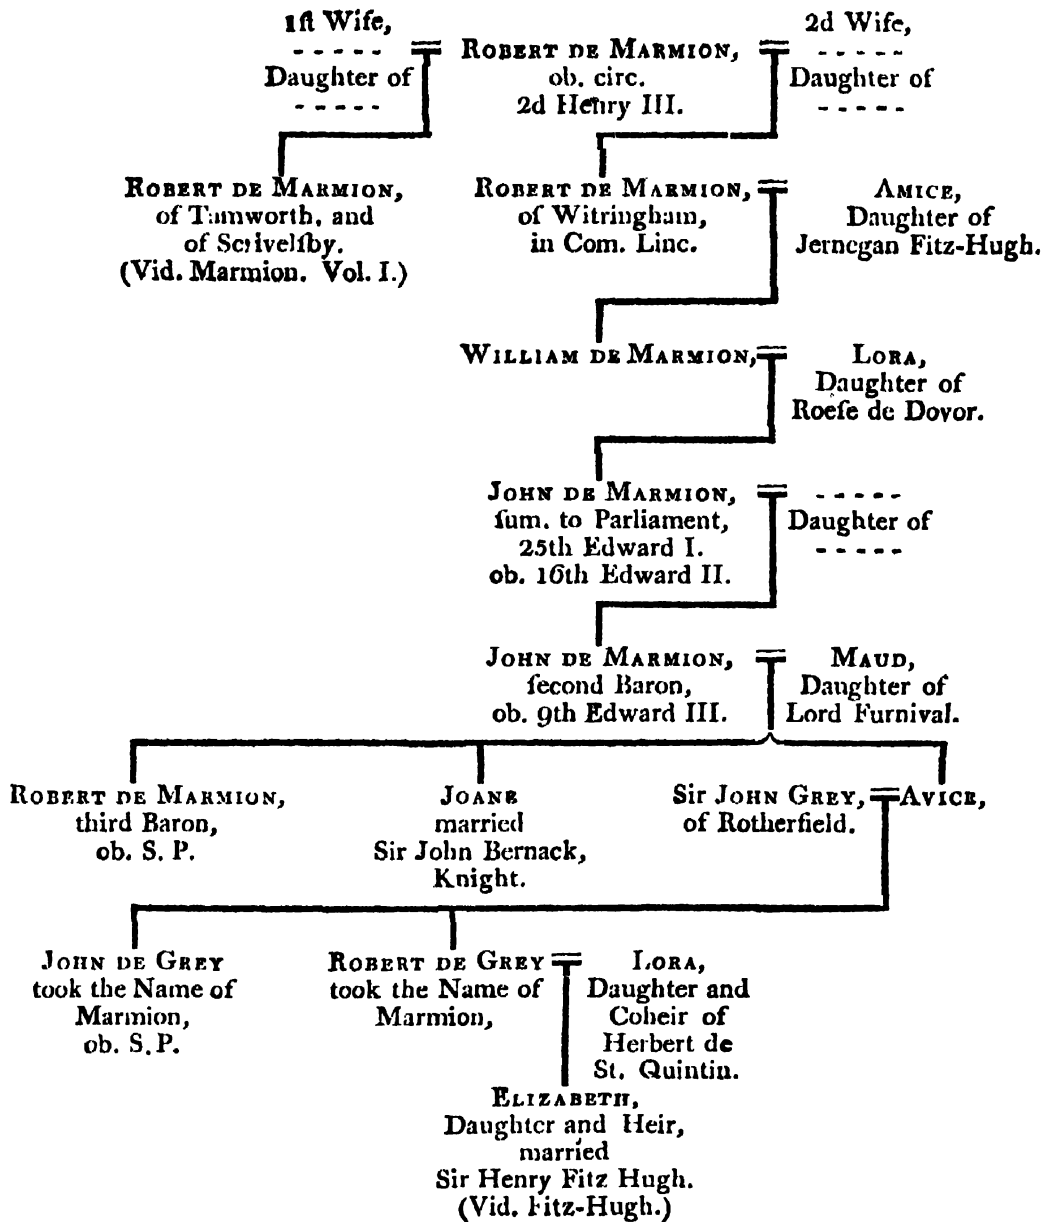 1ſt Wife,
Daughter of
ROBERT DE MARMION,
ob. circ.
2d Henry III.
2d Wife,
Daughter of
ROBERT DE MARMION,
of Tamworth, and
of Scrivelſby.
(Vid. Marmion. Vol. I.)
ROBERT DE MARMION,
of Witringham,
in Com. Linc.
AMICE,
Daughter of
Jernegan Fitz-Hugh.
WILLIAM DE MARMION,
LORA,
Daughter of
Roeſe de Dovor.
JOHN DE MARMION,
ſum. to Parliament,
25th Edward I.
ob. 16th Edward II.
Daughter of
JOHN DE MARMION,
ſecond Baron,
ob. 9th Edward III.
MAUD,
Daughter of
Lord Furnival.
ROBERT DE MARMION,
third Baron,
ob. S. P.
JOANE
married
Sir John Bernack,
Knight.
Sir JOHN GREY,
of Rotherfield.
AVICE,
JOHN DE GREY
took the Name of
Marmion,
ob. S.P.
ROBERT DE GREY
took the Name of
Marmion,
LORA,
Daughter and
Coheir of
Herbert de
St. Quintin.
ELIZABETH,
Daughter and Heir,
married
Sir Henry Fitz Hugh.
(Vid. Fitz-Hugh.)